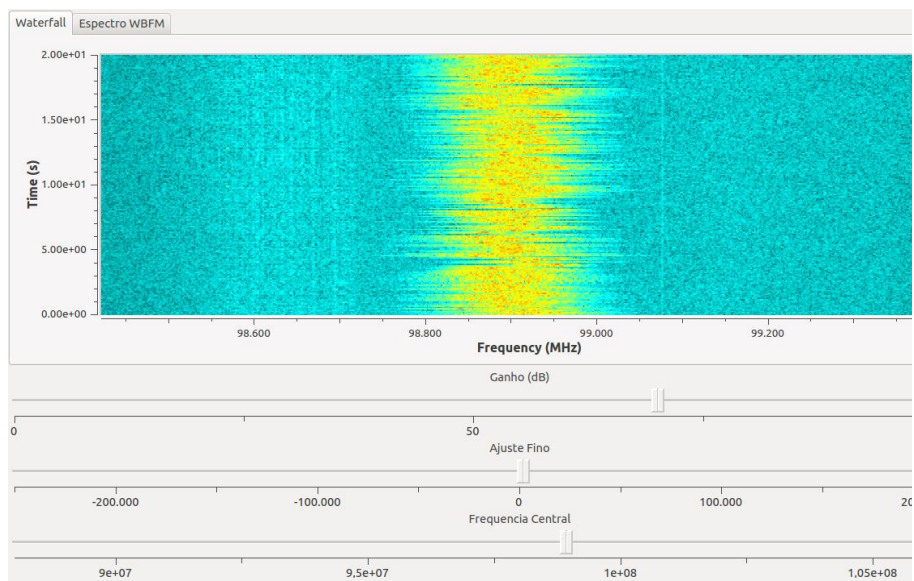 Waterfall Espectro WBFM
2.00e+01
1.50e+01
1.00e+01
5.00e+00
0.00e+00
Time (s)
98.600 98.800 99.000 99.200
Frequency (MHz)
Ganho (dB)
0 50
Ajuste Fino
-200.000 -100.000 0 100.000 20
Frequencia Central
9e+07 9,5e+07 1e+08 1,05e+08